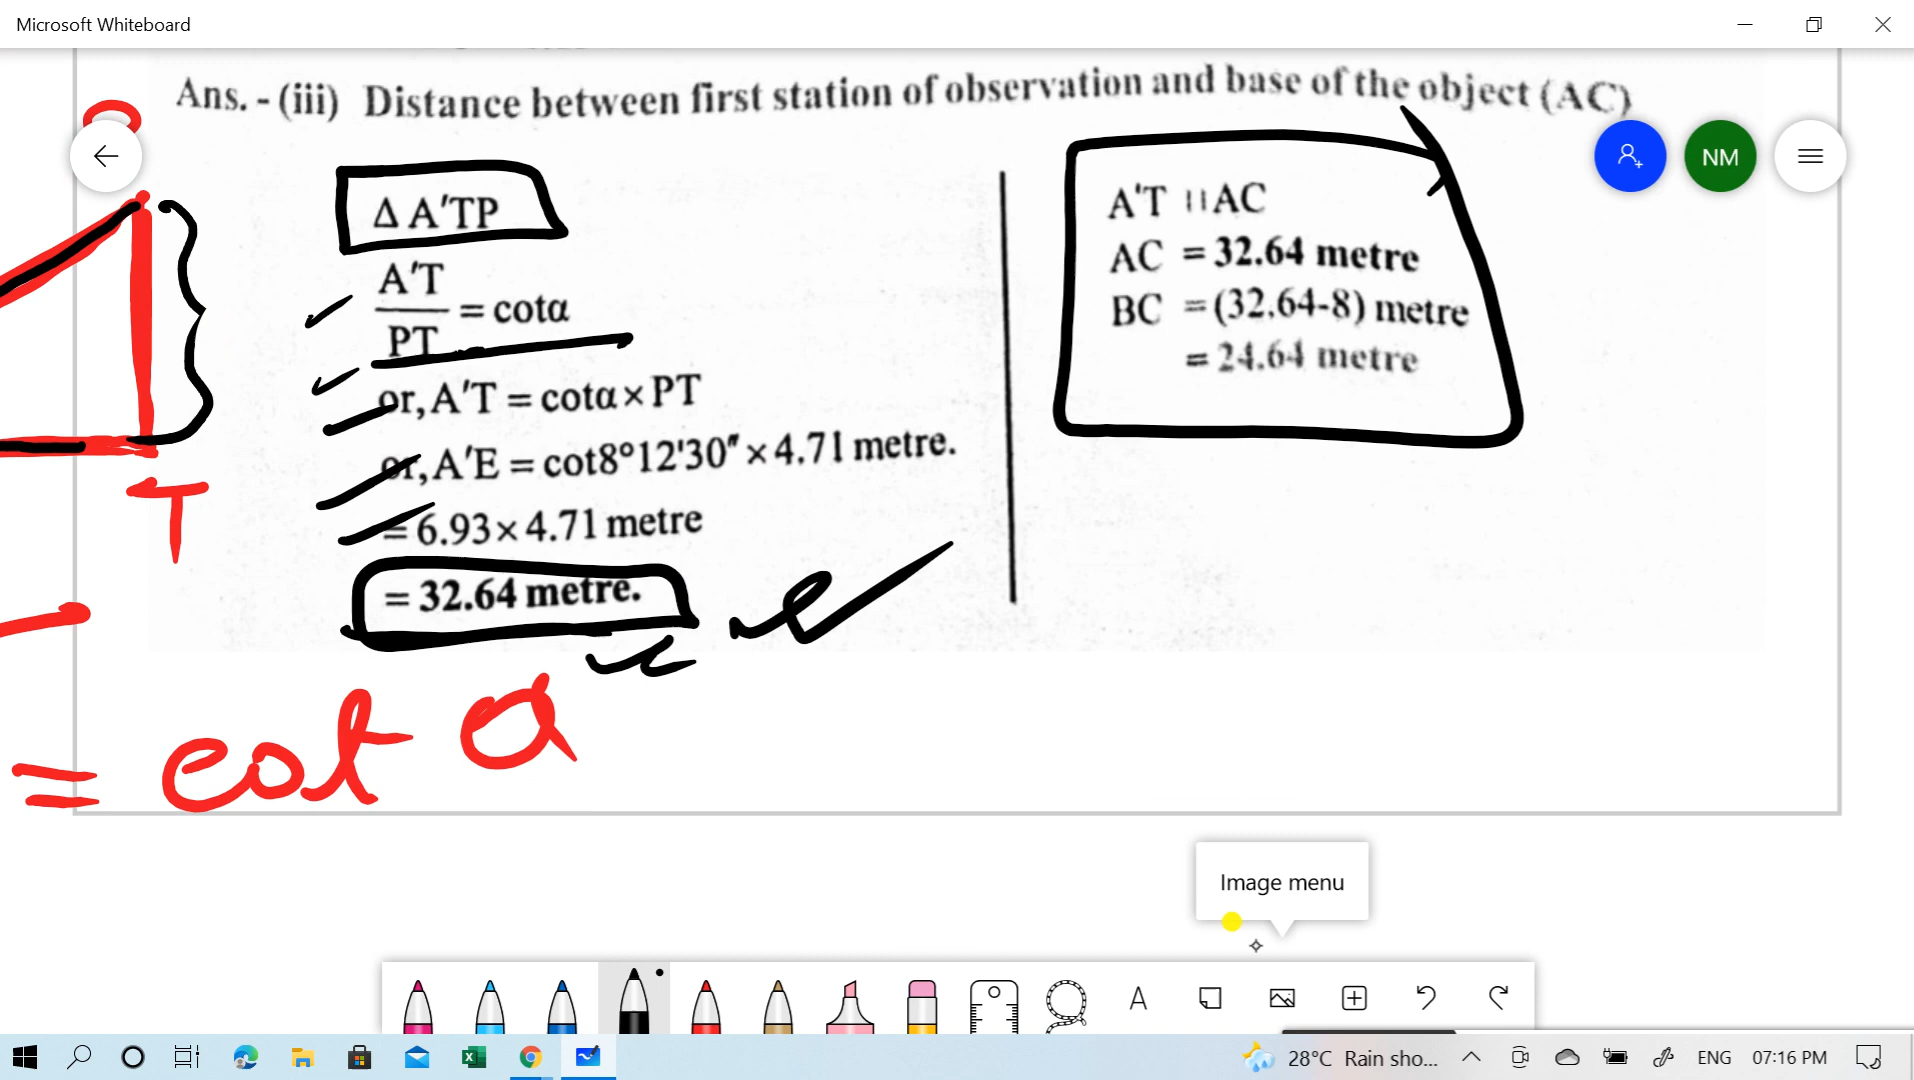 Microsoft Whiteboard
Ans. - (iii) Distance between first station of observation and base of the object (AC)
NM
Δ A'TP
A'T
PT
= cotα
or, A'T = cotα × PT
or, A'E = cot8°12'30" × 4.71 metre.
= 6.93 × 4.71 metre
= 32.64 metre.
A'T ıı AC
AC = 32.64 metre
BC = (32.64-8) metre
= 24.64 metre
T
= cot α
Image menu
A
28°C Rain sho...
ENG
07:16 PM